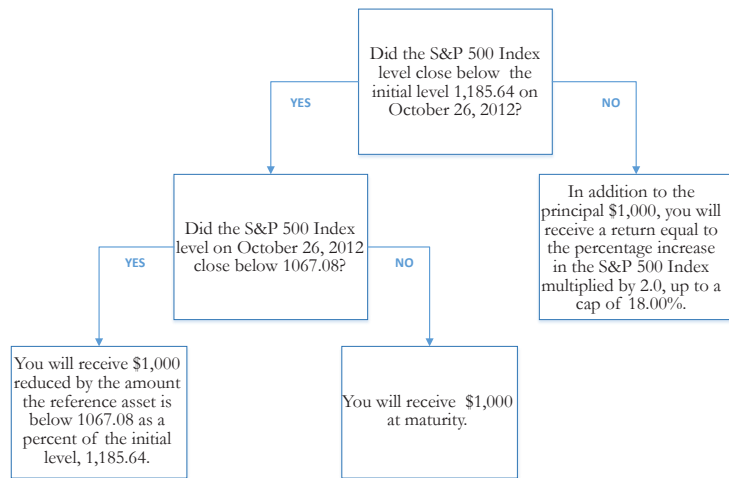 Did the S&P 500 Index
level close below the
initial level 1,185.64 on
October 26, 2012?
YES
NO
Did the S&P 500 Index
level on October 26, 2012
close below 1067.08?
In addition to the
principal $1,000, you will
receive a return equal to
the percentage increase
in the S&P 500 Index
multiplied by 2.0, up to a
cap of 18.00%.
YES
NO
You will receive $1,000
reduced by the amount
the reference asset is
below 1067.08 as a
percent of the initial
level, 1,185.64.
You will receive $1,000
at maturity.